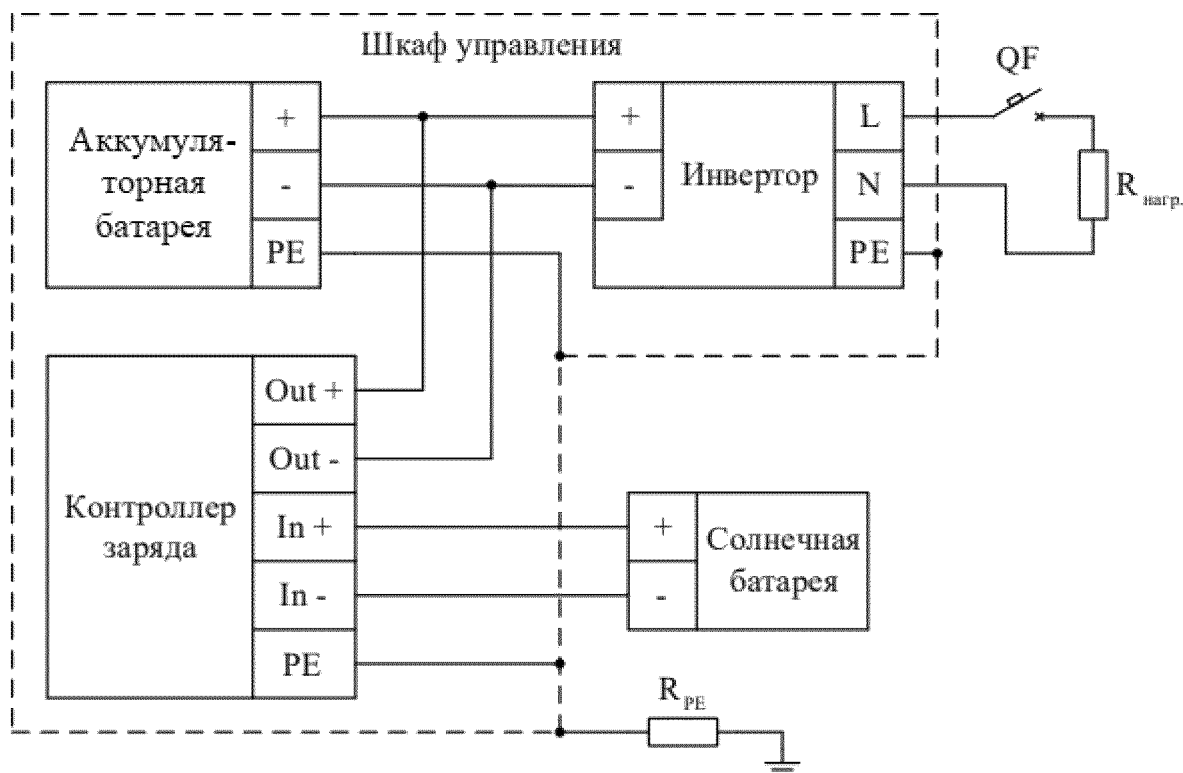 Шкаф управления
QF
Аккумуля-
торная
батарея
+
-
PE
+
-
Инвертор
L
N
PE
R нагр.
Контроллер
заряда
Out +
Out -
In +
In -
PE
+
-
Солнечная
батарея
R PE